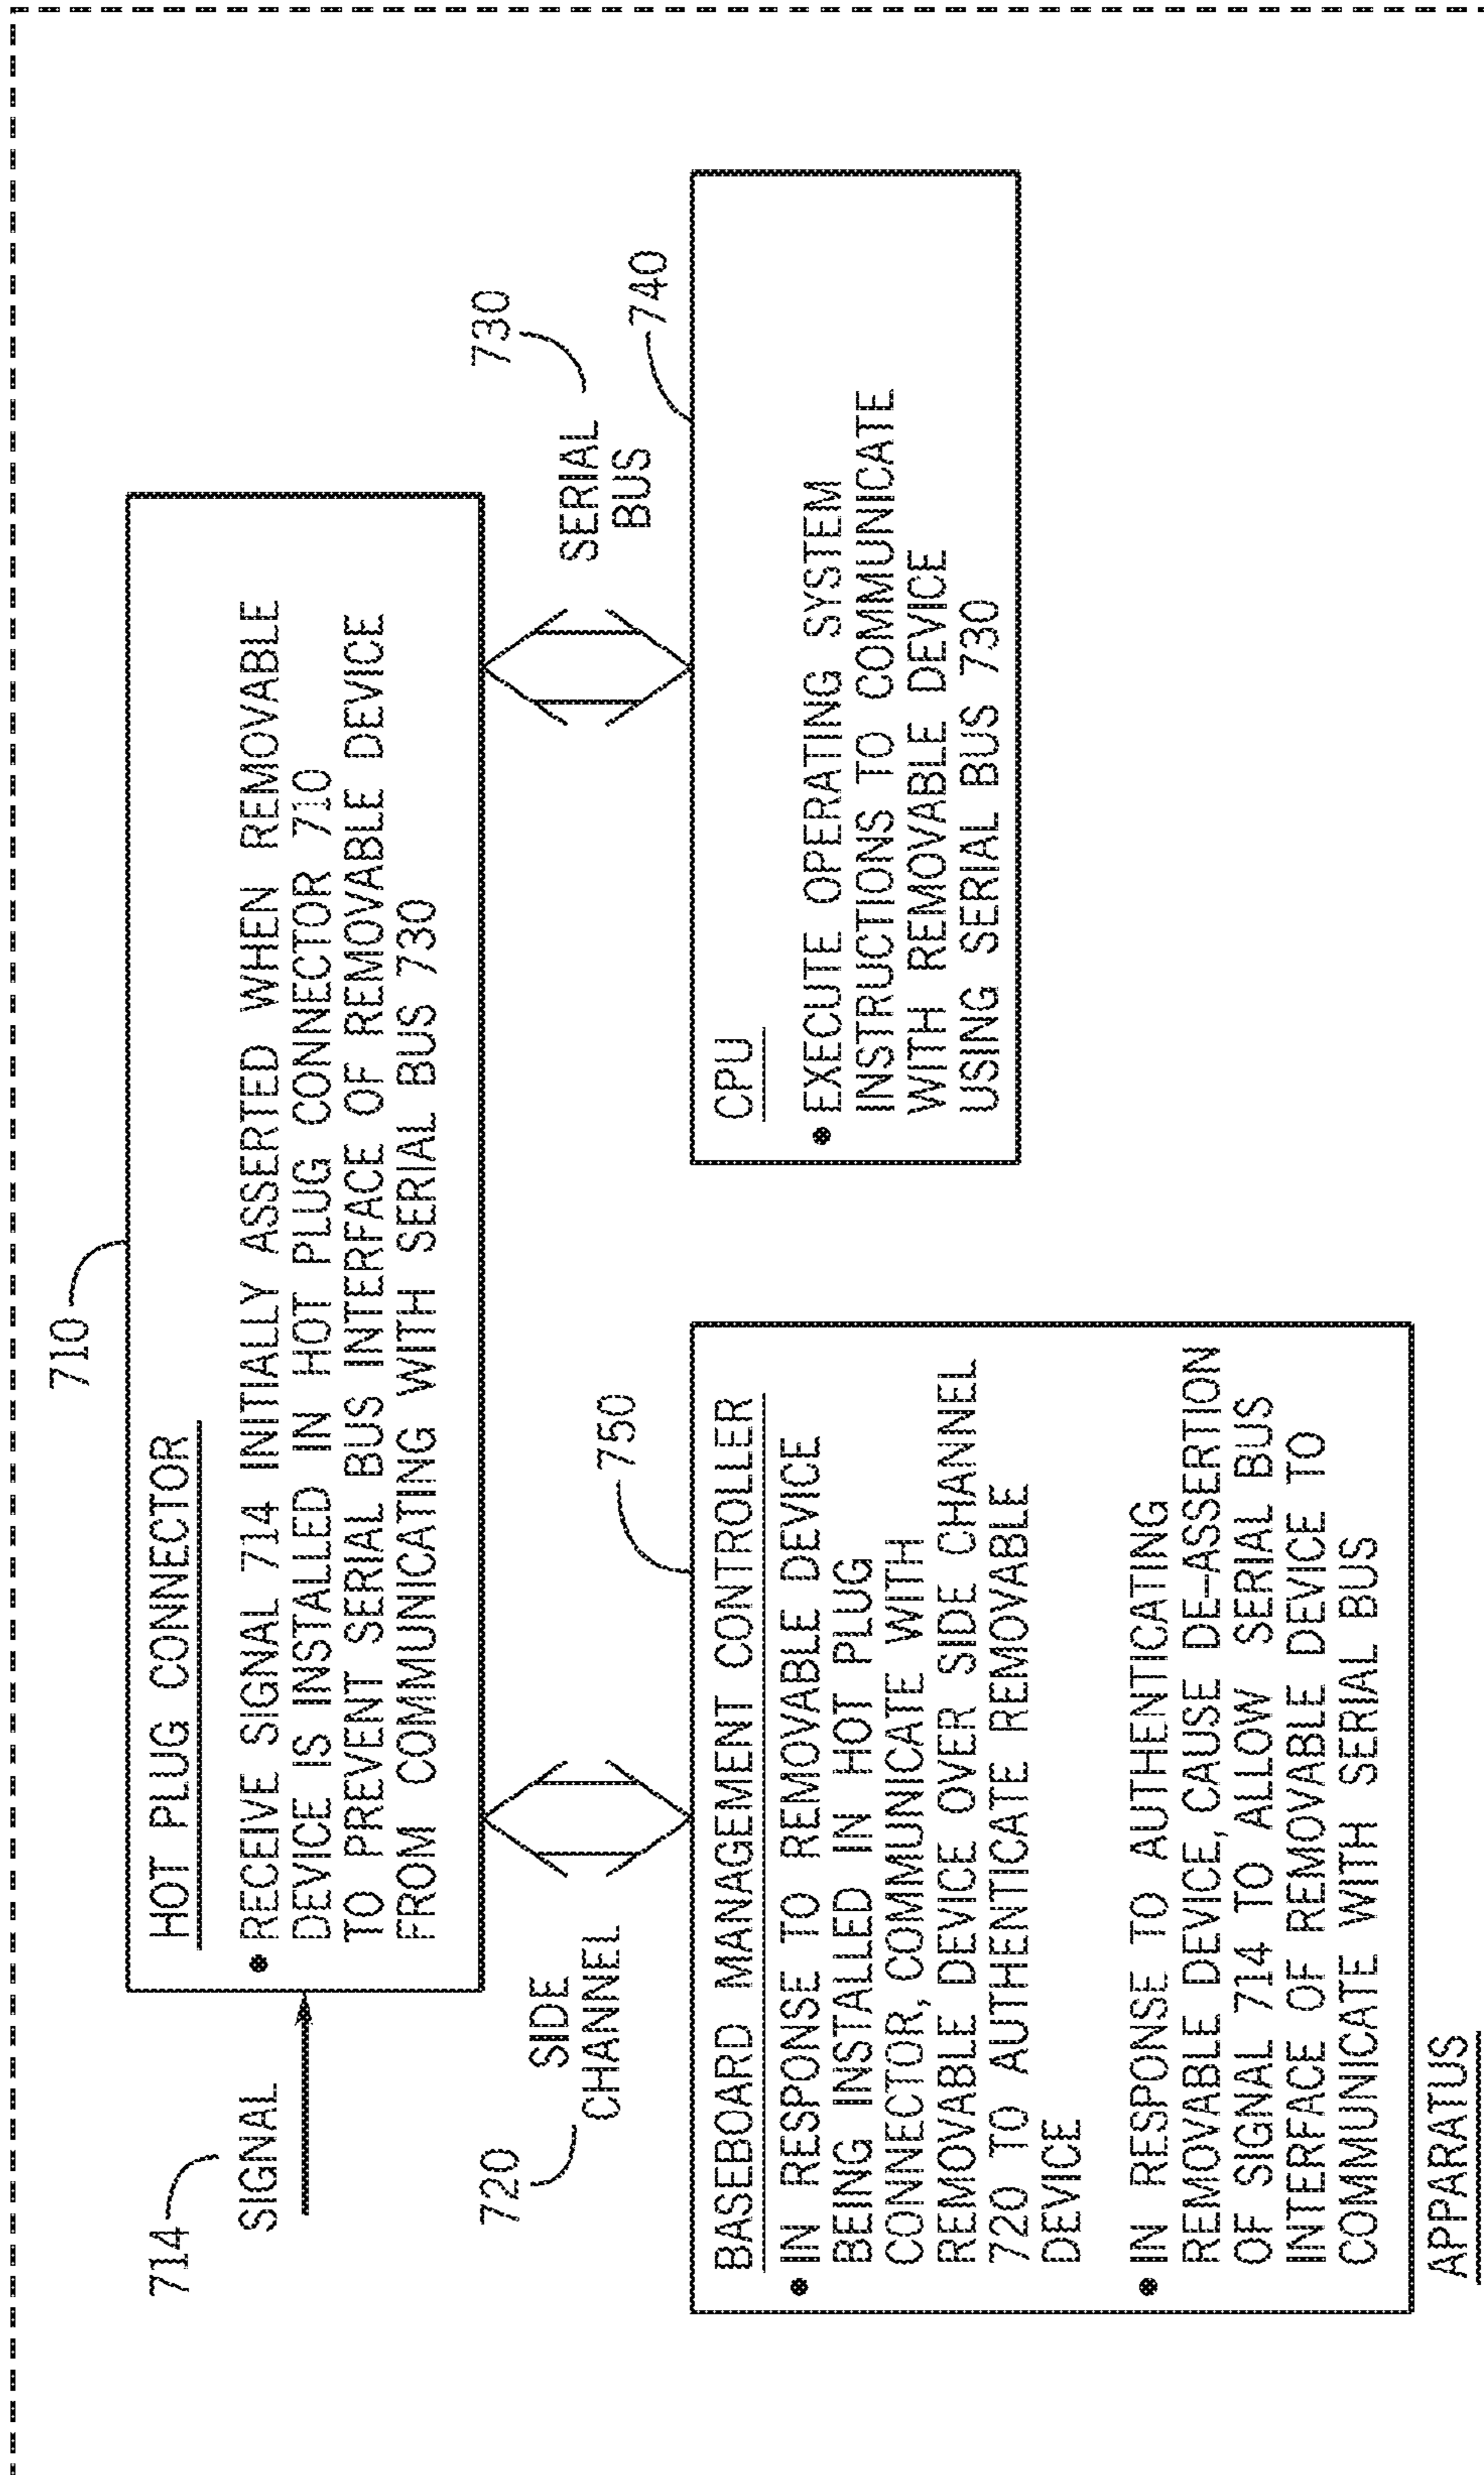 710
714
SIGNAL
HOT PLUG CONNECTOR
• RECEIVE SIGNAL 714 INITIALLY ASSERTED WHEN REMOVABLE
DEVICE IS INSTALLED IN HOT PLUG CONNECTOR 710
TO PREVENT SERIAL BUS INTERFACE OF REMOVABLE DEVICE
FROM COMMUNICATING WITH SERIAL BUS 730
720
SIDE
CHANNEL
730
SERIAL
BUS
750
BASEBOARD MANAGEMENT CONTROLLER
• IN RESPONSE TO REMOVABLE DEVICE
BEING INSTALLED IN HOT PLUG
CONNECTOR, COMMUNICATE WITH
REMOVABLE DEVICE OVER SIDE CHANNEL
720 TO AUTHENTICATE REMOVABLE
DEVICE
• IN RESPONSE TO AUTHENTICATING
REMOVABLE DEVICE, CAUSE DE-ASSERTION
OF SIGNAL 714 TO ALLOW SERIAL BUS
INTERFACE OF REMOVABLE DEVICE TO
COMMUNICATE WITH SERIAL BUS
740
CPU
• EXECUTE OPERATING SYSTEM
INSTRUCTIONS TO COMMUNICATE
WITH REMOVABLE DEVICE
USING SERIAL BUS 730
APPARATUS